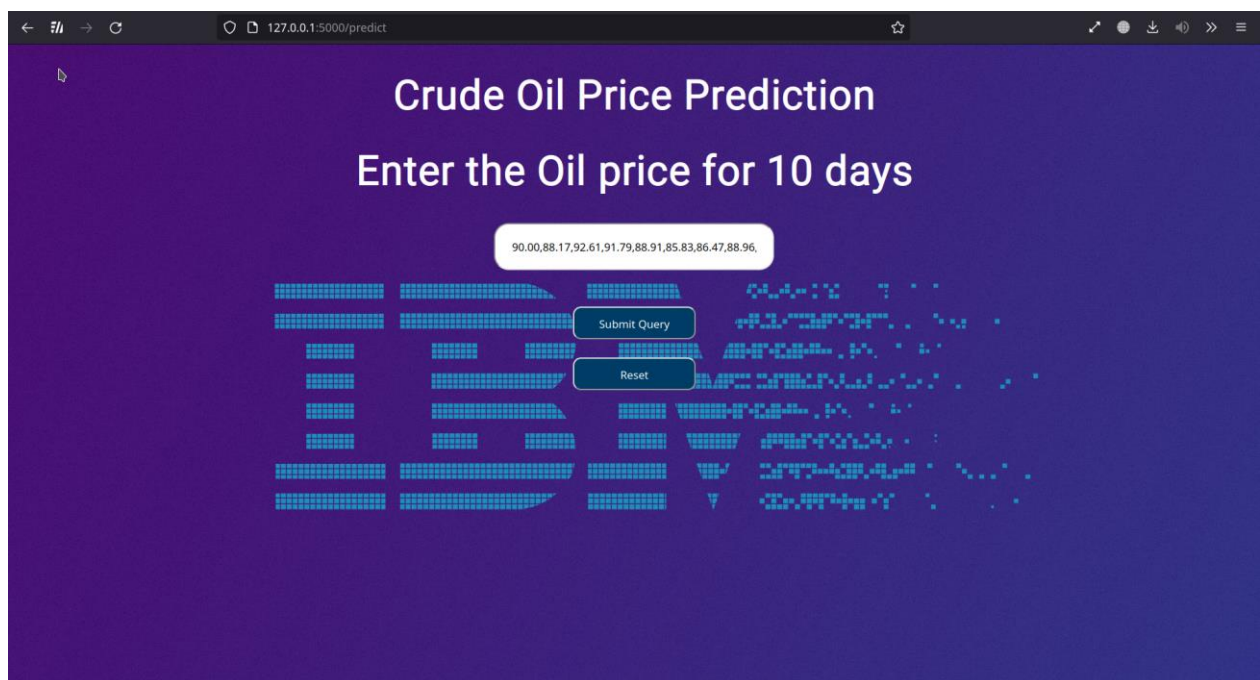 127.0.0.1:5000/predict
Crude Oil Price Prediction
Enter the Oil price for 10 days
90.00,88.17,92.61,91.79,88.91,85.83,86.47,88.96,
Submit Query
Reset
IBM